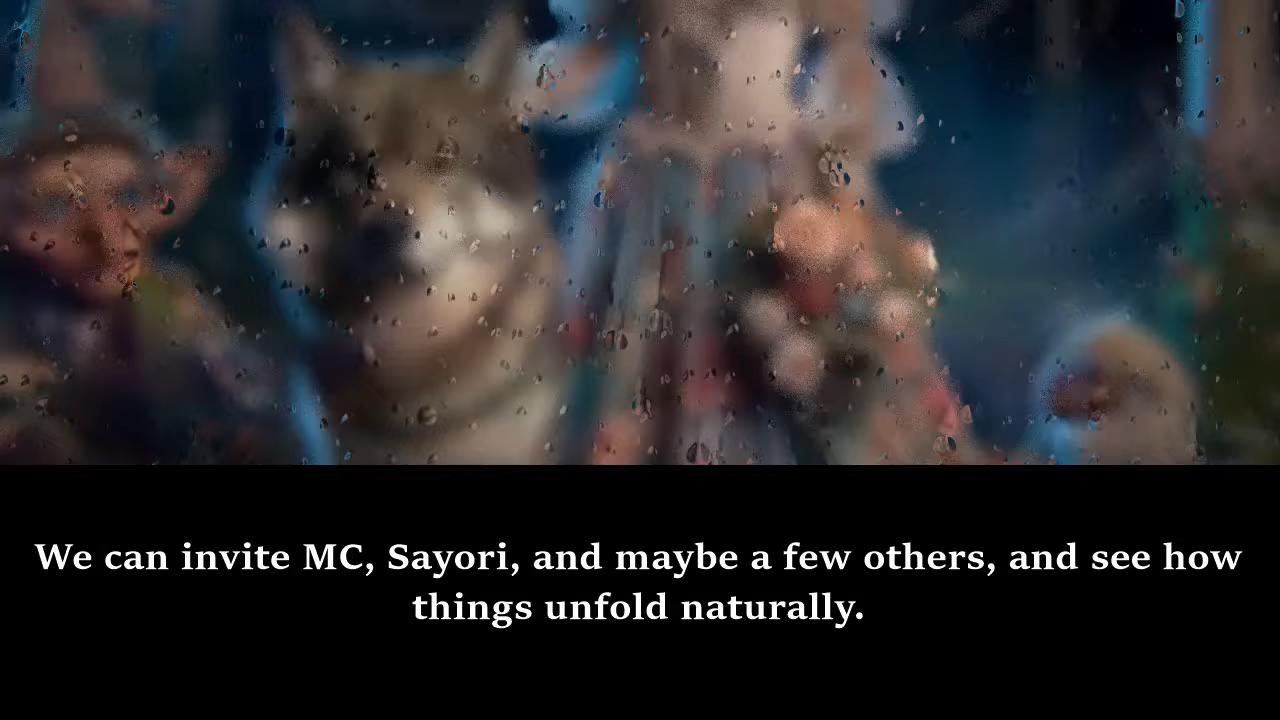 We can invite MC, Sayori, and maybe a few others, and see how
things unfold naturally.